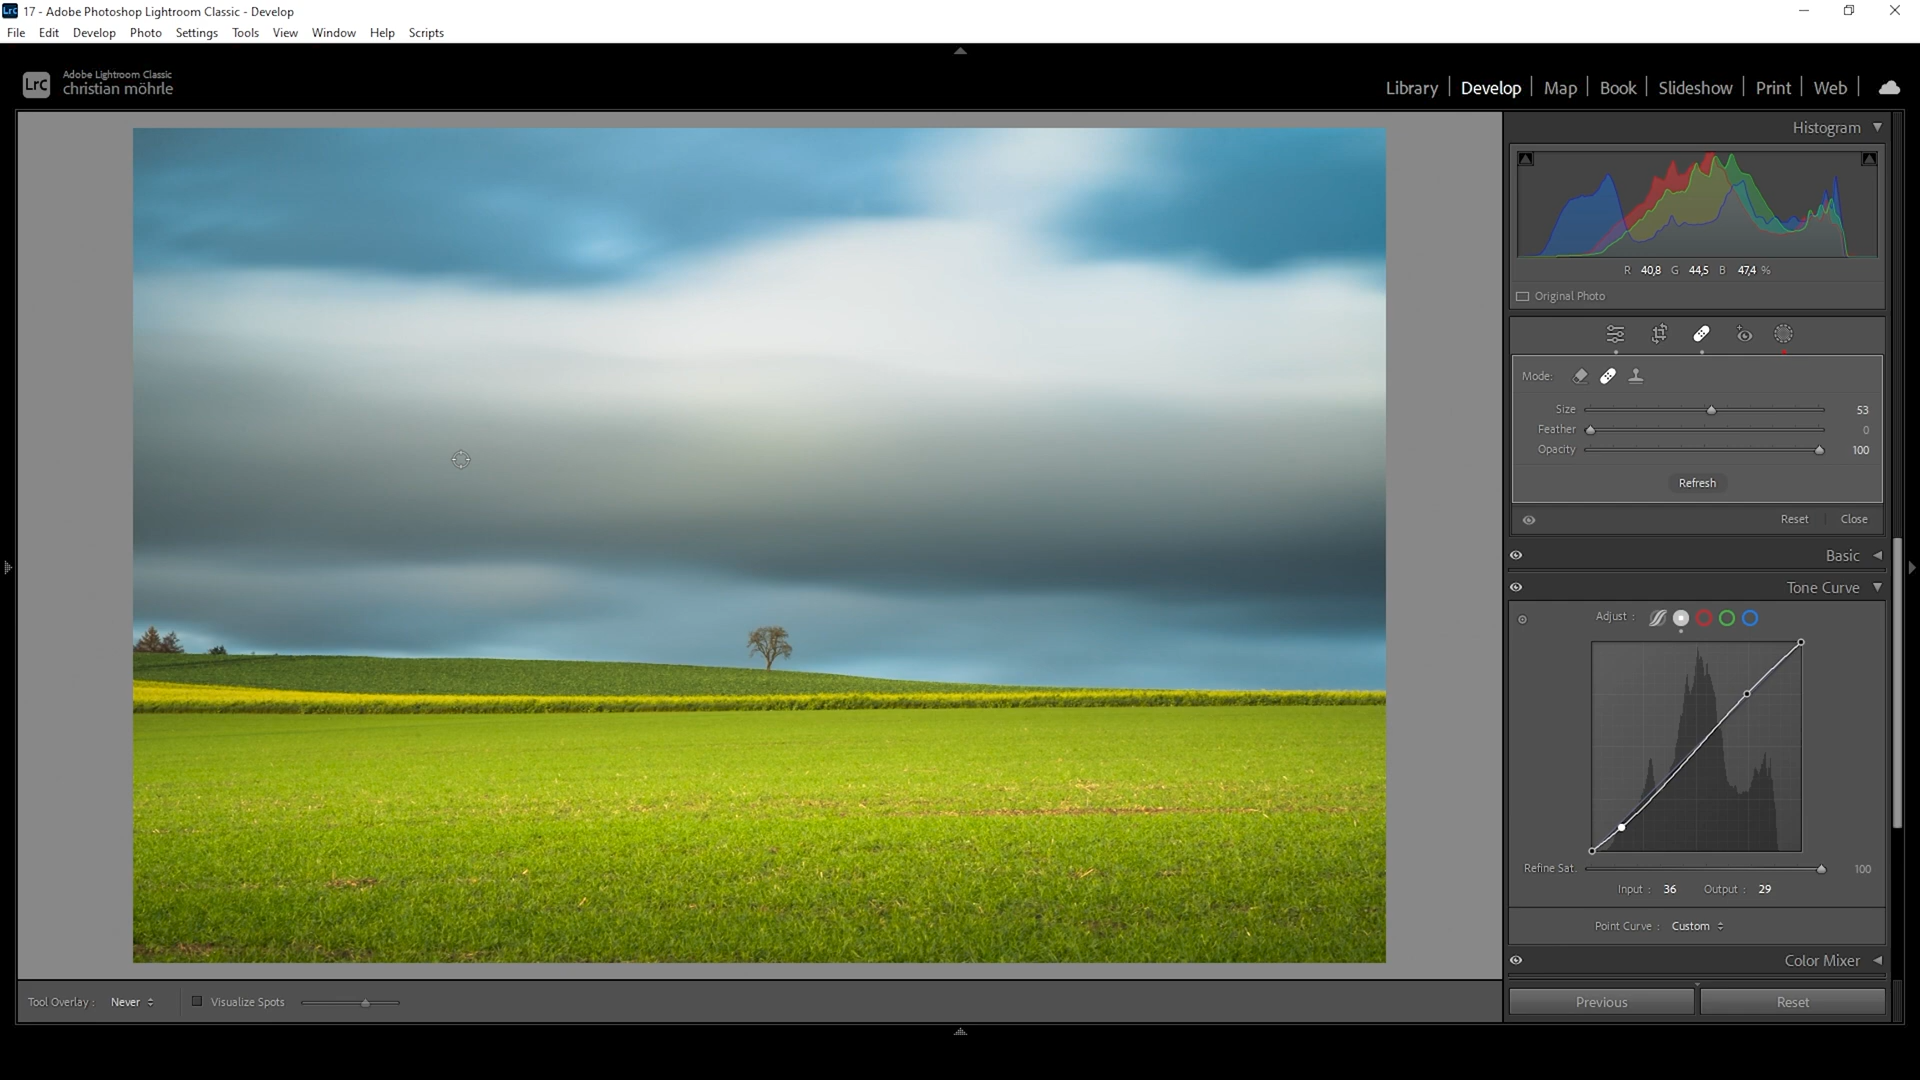 Lrc 17 - Adobe Photoshop Lightroom Classic - Develop
File Edit Develop Photo Settings Tools View Window Help Scripts
Lrc Adobe Lightroom Classic
christian möhrle
Library Develop Map Book Slideshow Print Web
Histogram
R 40,8 G 44,5 B 47,4 %
Original Photo
Mode:
Size 53
Feather 0
Opacity 100
Refresh
Reset Close
Basic
Tone Curve
Adjust :
Refine Sat. 100
Input : 36 Output : 29
Point Curve : Custom
Color Mixer
Previous Reset
Tool Overlay : Never Visualize Spots